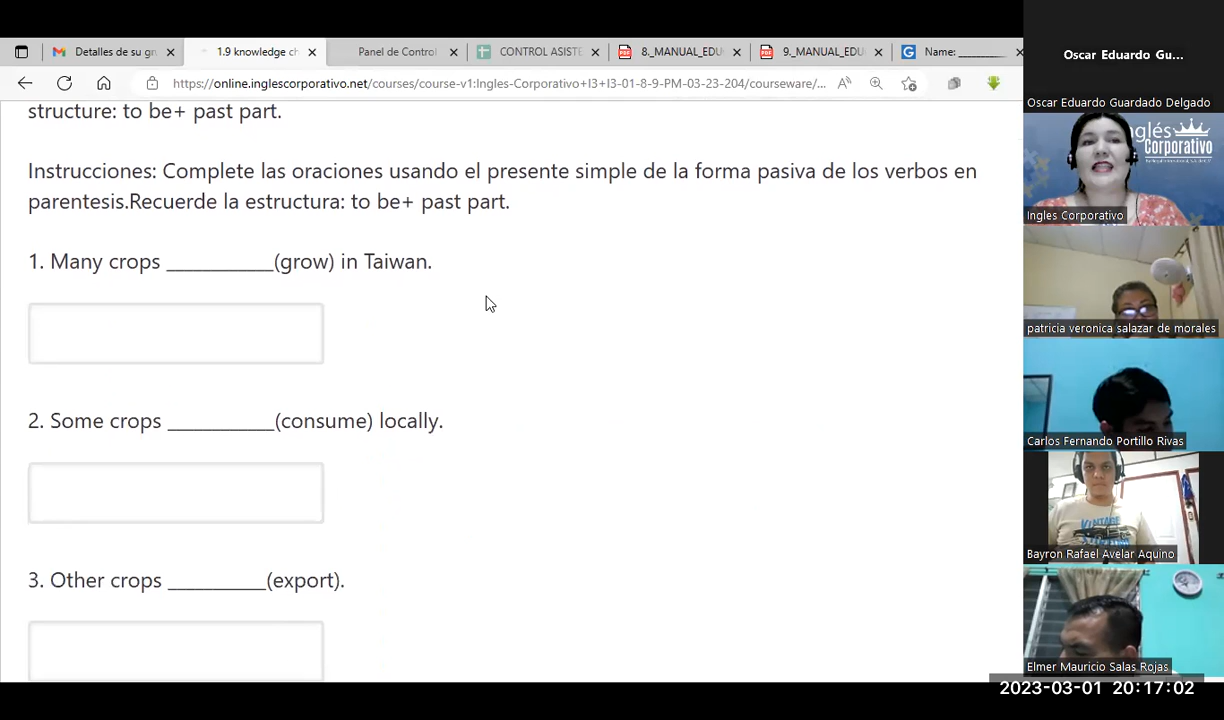 Detalles de su gn
1.9 knowledge ch
Panel de Control
CONTROL ASISTE
8._MANUAL_EDU
9._MANUAL_EDU
Name: ________
https://online.inglescorporativo.net/courses/course-v1:Ingles-Corporativo+I3+I3-01-8-9-PM-03-23-204/courseware/...
structure: to be+ past part.
Instrucciones: Complete las oraciones usando el presente simple de la forma pasiva de los verbos en
parentesis.Recuerde la estructura: to be+ past part.
1. Many crops __________(grow) in Taiwan.
2. Some crops __________(consume) locally.
3. Other crops _________(export).
Oscar Eduardo Gu...
Oscar Eduardo Guardado Delgado
Inglés
Corporativo
Ingles Corporativo
patricia veronica salazar de morales
Carlos Fernando Portillo Rivas
VINTAGE
Bayron Rafael Avelar Aquino
Elmer Mauricio Salas Rojas
2023-03-01 20:17:02